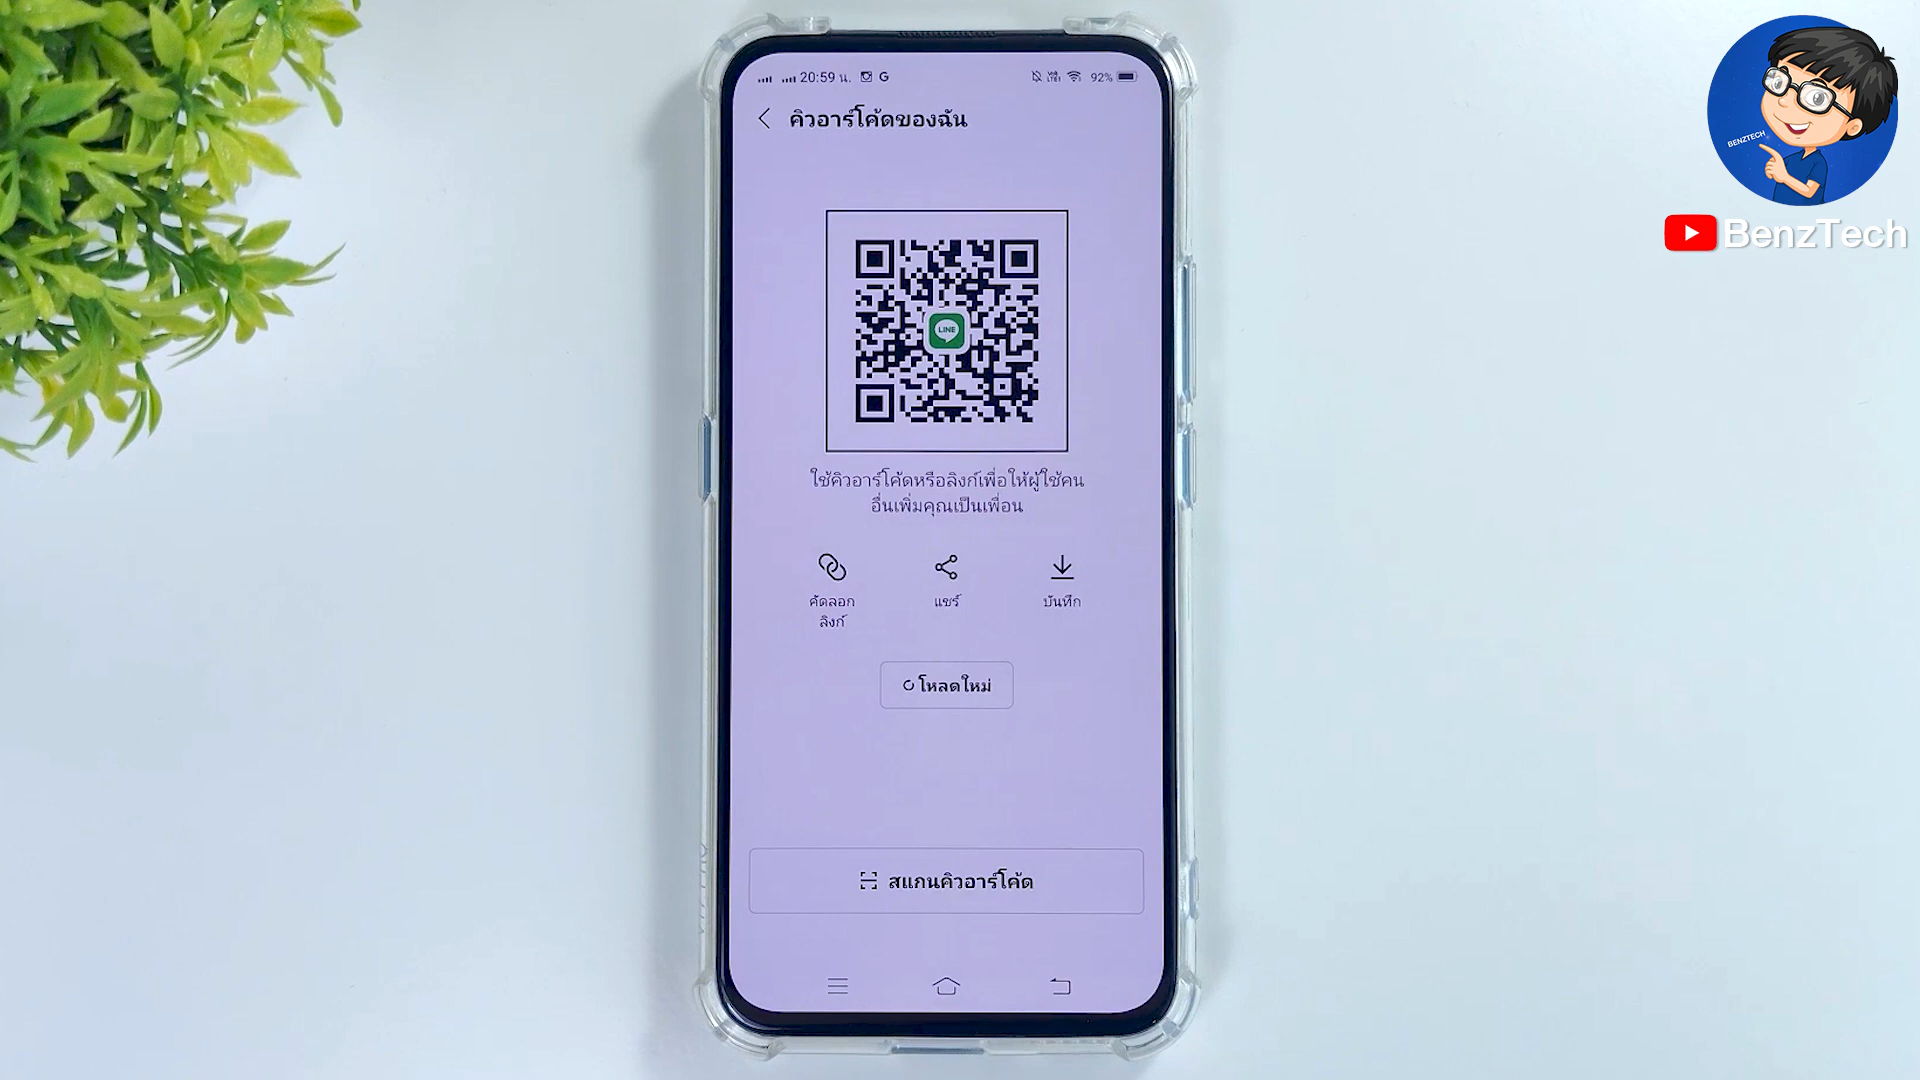 20:59 น.
G
92%
คิวอาร์โค้ดของฉัน
LINE
ใช้คิวอาร์โค้ดหรือลิงก์เพื่อให้ผู้ใช้คน
อื่นเพิ่มคุณเป็นเพื่อน
คัดลอก
ลิงก์
แชร์
บันทึก
โหลดใหม่
สแกนคิวอาร์โค้ด
BENZTECH
BenzTech